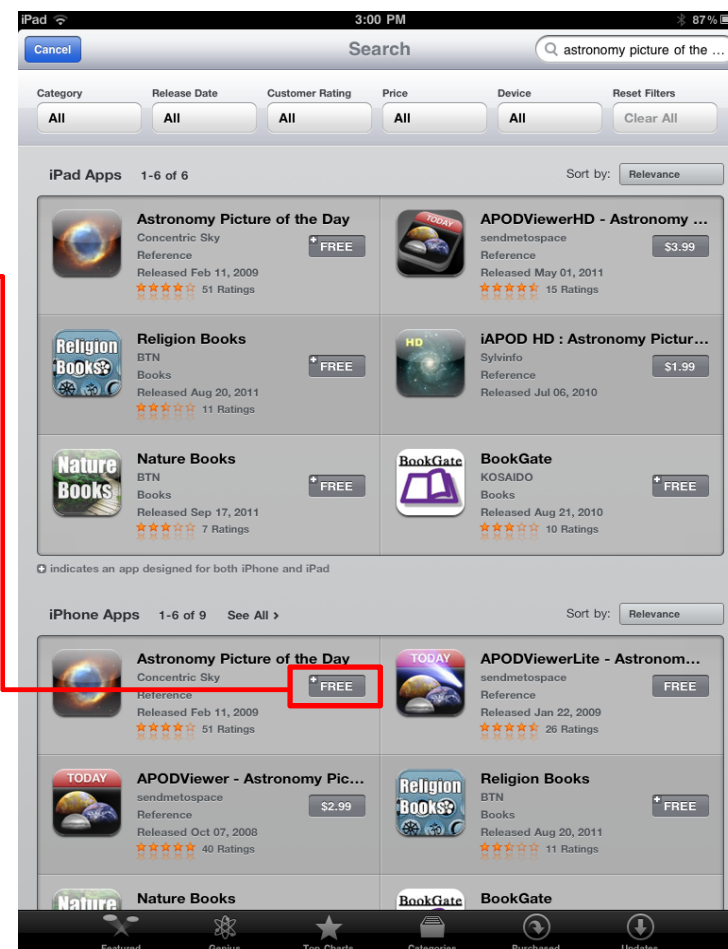 iPad 3:00 PM 87%
Cancel Search astronomy picture of the ...
Category Release Date Customer Rating Price Device Reset Filters
All All All All All Clear All
iPad Apps 1-6 of 6 Sort by: Relevance
Astronomy Picture of the Day
Concentric Sky
Reference
Released Feb 11, 2009
51 Ratings
FREE
TODAY
APODViewerHD - Astronomy ...
sendmetospace
Reference
Released May 01, 2011
15 Ratings
$3.99
Religion
Books
Religion Books
BTN
Books
Released Aug 20, 2011
11 Ratings
FREE
HD
iAPOD HD : Astronomy Pictur...
Sylvinfo
Reference
Released Jul 06, 2010
$1.99
Nature
Books
Nature Books
BTN
Books
Released Sep 17, 2011
7 Ratings
FREE
BookGate
BookGate
KOSAIDO
Books
Released Aug 21, 2010
10 Ratings
FREE
+ indicates an app designed for both iPhone and iPad
iPhone Apps 1-6 of 9 See All > Sort by: Relevance
Astronomy Picture of the Day
Concentric Sky
Reference
Released Feb 11, 2009
51 Ratings
FREE
TODAY
APODViewerLite - Astronom...
sendmetospace
Reference
Released Jan 22, 2009
26 Ratings
FREE
TODAY
APODViewer - Astronomy Pic...
sendmetospace
Reference
Released Oct 07, 2008
40 Ratings
$2.99
Religion
Books
Religion Books
BTN
Books
Released Aug 20, 2011
11 Ratings
FREE
Nature
Nature Books
BookGate
BookGate
Featured Genius Top Charts Categories Purchased Updates